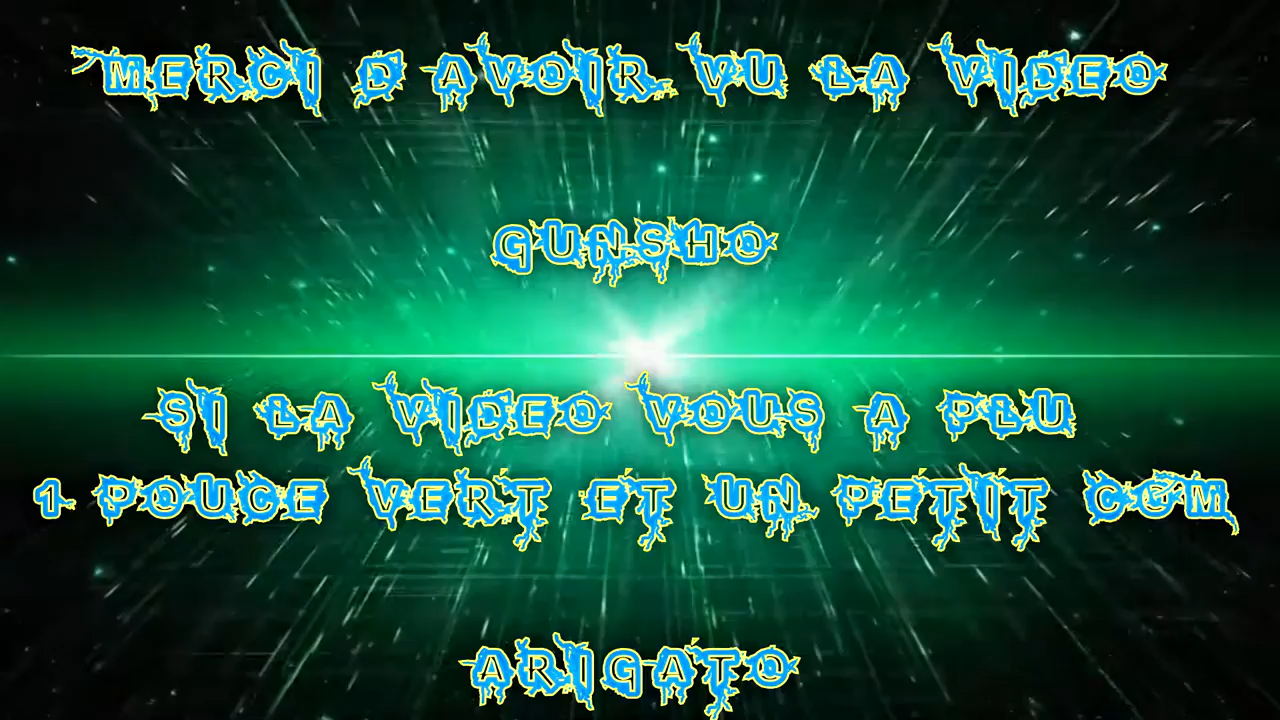 MERCI D AVOIR VU LA VIDEO
GUNSHO
SI LA VIDEO VOUS A PLU
1 POUCE VERT ET UN PETIT COM
ARIGATO